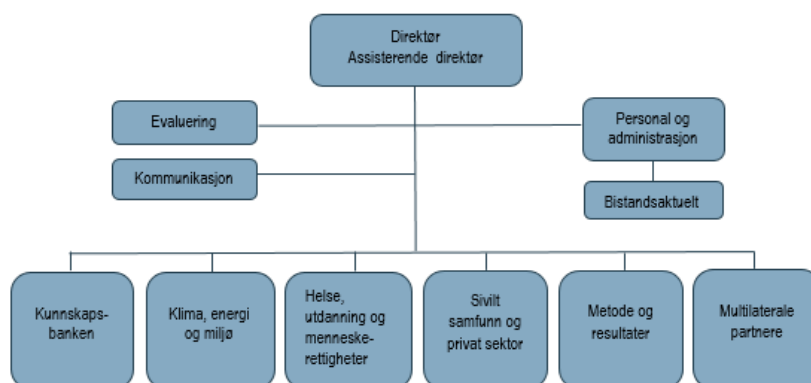 Direktør
Assisterende direktør
Evaluering
Personal og
administrasjon
Kommunikasjon
Bistandsaktuelt
Kunnskaps-
banken
Klima, energi
og miljø
Helse,
utdanning og
menneske-
rettigheter
Sivilt
samfunn og
privat sektor
Metode og
resultater
Multilaterale
partnere